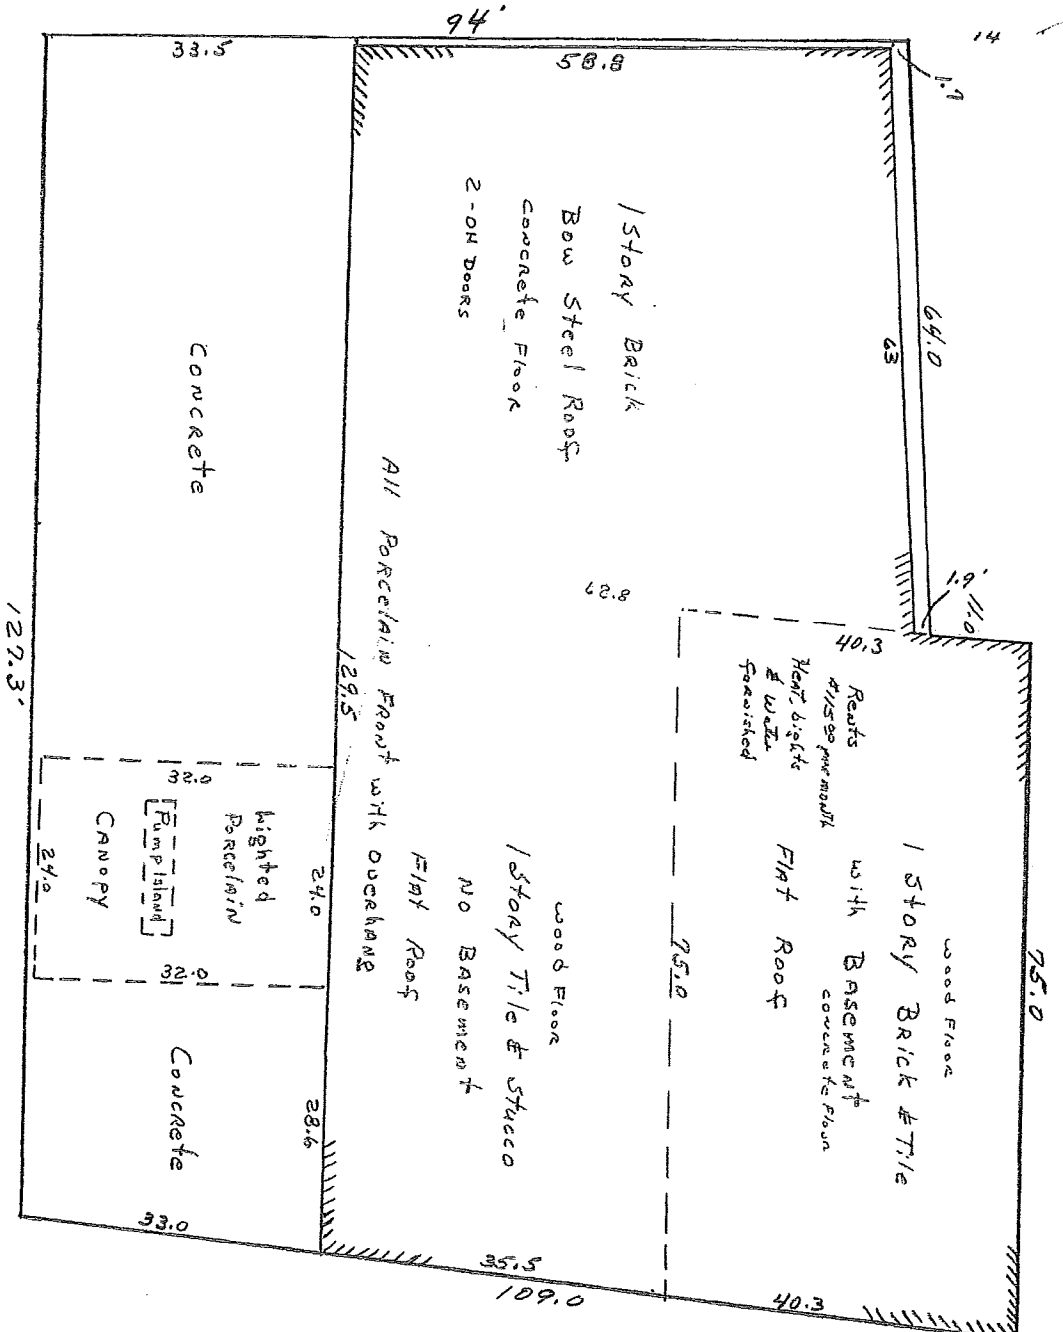 94'
14
33.5
58.8
1.9
64.0
63
1 Story Brick
Bow Steel Roof
Concrete Floor
2-OH Doors
Concrete
62.8
1.9'
11.0
40.3
Rents
per month
Heat, Lights
& Water
furnished
75.0
wood Floor
1 Story Brick & Tile
with Basement
concrete Floor
Flat Roof
75.0
All Porcelain Front with overhang
129.5
wood Floor
1 Story Tile & Stucco
No Basement
Flat Roof
127.3'
32.0
24.0
Lighted
Porcelain
Pump Island
Canopy
24.0
32.0
Concrete
28.6
33.0
35.5
109.0
40.3